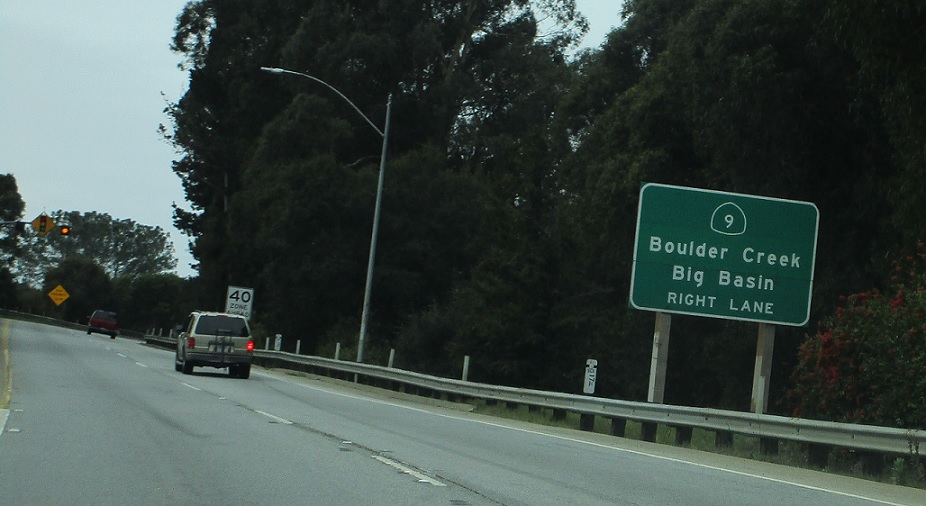 9
Boulder Creek
Big Basin
RIGHT LANE
40
ZONE